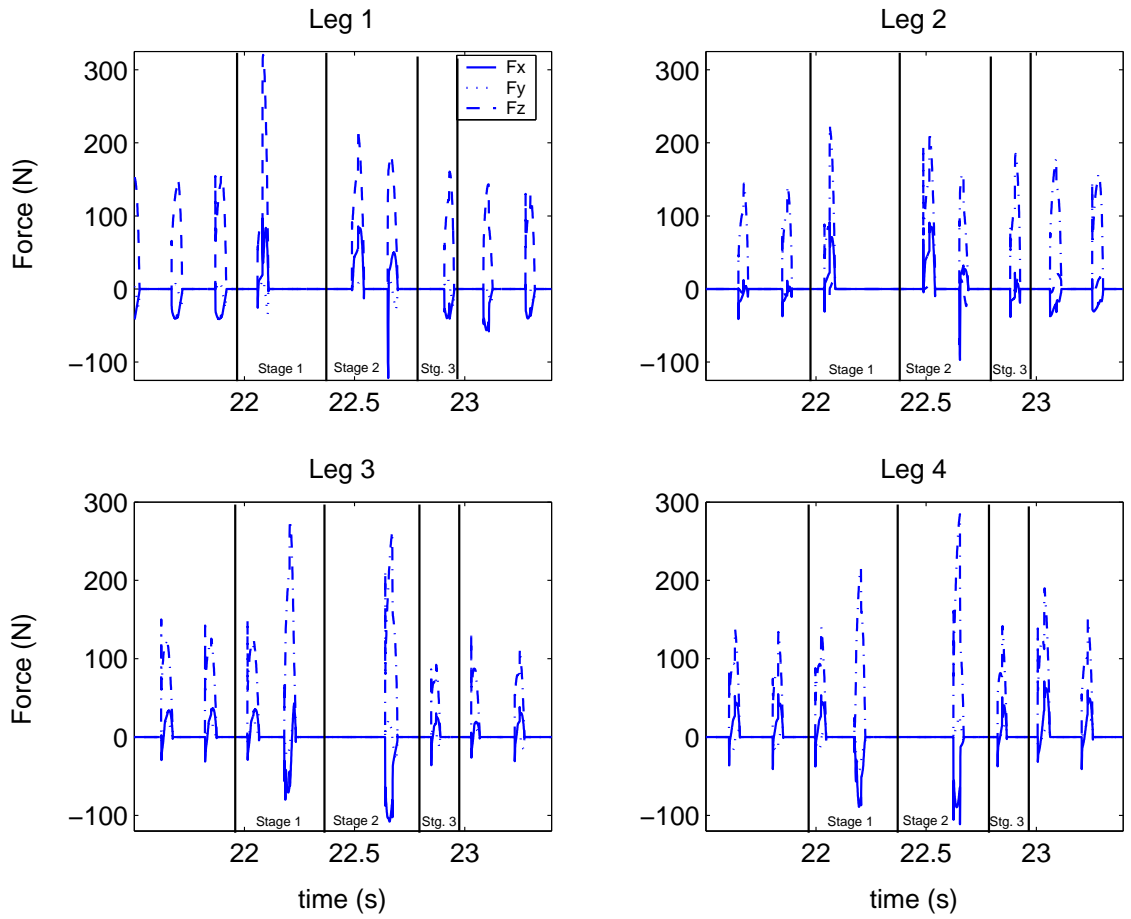 Leg 1
Leg 2
300
200
100
0
−100
Force (N)
Fx
Fy
Fz
Stage 1
Stage 2
Stg. 3
22
22.5
23
300
200
100
0
−100
Stage 1
Stage 2
Stg. 3
22
22.5
23
Leg 3
Leg 4
300
200
100
0
−100
Force (N)
Stage 1
Stage 2
Stg. 3
22
22.5
23
time (s)
300
200
100
0
−100
Stage 1
Stage 2
Stg. 3
22
22.5
23
time (s)